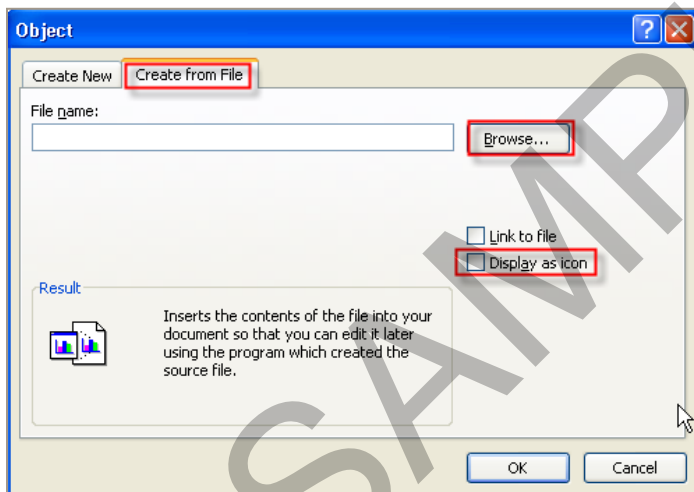 Object
Create New
Create from File
File name:
Browse...
Link to file
Display as icon
Result
Inserts the contents of the file into your
document so that you can edit it later
using the program which created the
source file.
OK
Cancel
SAMP